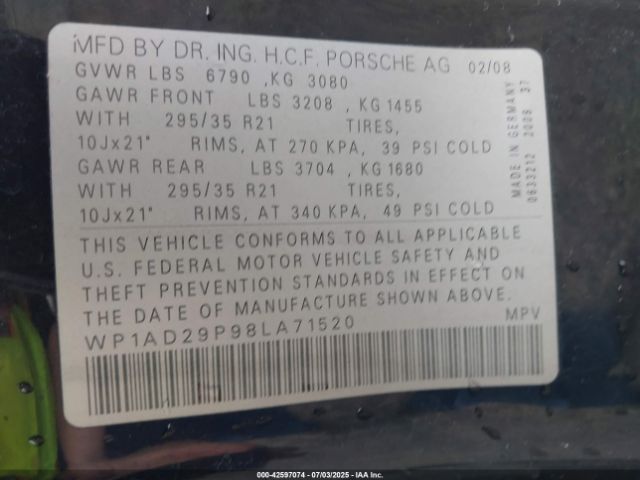 MFD BY DR. ING. H.C.F. PORSCHE AG 02/08
GVWR LBS 6790 , KG 3080
GAWR FRONT LBS 3208 , KG 1455
WITH 295/35 R21 TIRES,
10Jx21" RIMS, AT 270 KPA, 39 PSI COLD
GAWR REAR LBS 3704 , KG 1680
WITH 295/35 R21 TIRES,
10Jx21" RIMS, AT 340 KPA, 49 PSI COLD
MADE IN GERMANY
0633212 2008 37
THIS VEHICLE CONFORMS TO ALL APPLICABLE
U.S. FEDERAL MOTOR VEHICLE SAFETY AND
THEFT PREVENTION STANDARDS IN EFFECT ON
THE DATE OF MANUFACTURE SHOWN ABOVE.
WP1AD29P98LA71520 MPV
000-42597074 | 07/03/2025 | Copyright © IAA, Inc.